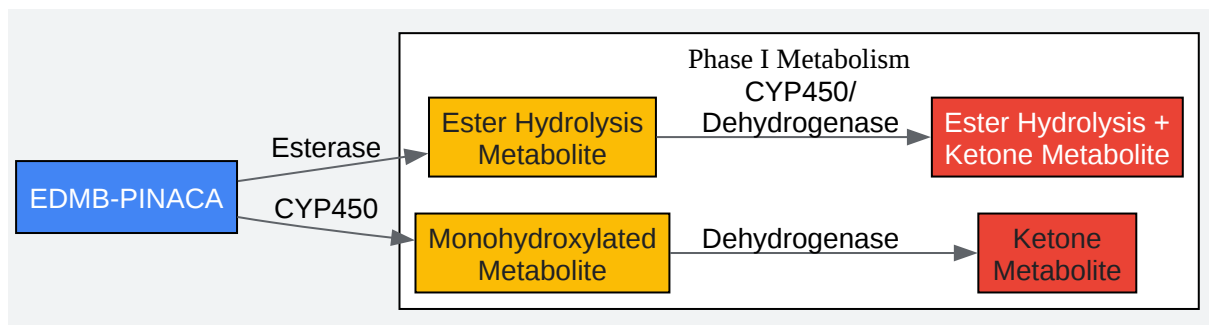 Phase I Metabolism
EDMB-PINACA
Esterase
CYP450
Ester Hydrolysis
Metabolite
CYP450/
Dehydrogenase
Ester Hydrolysis +
Ketone Metabolite
Monohydroxylated
Metabolite
Dehydrogenase
Ketone
Metabolite